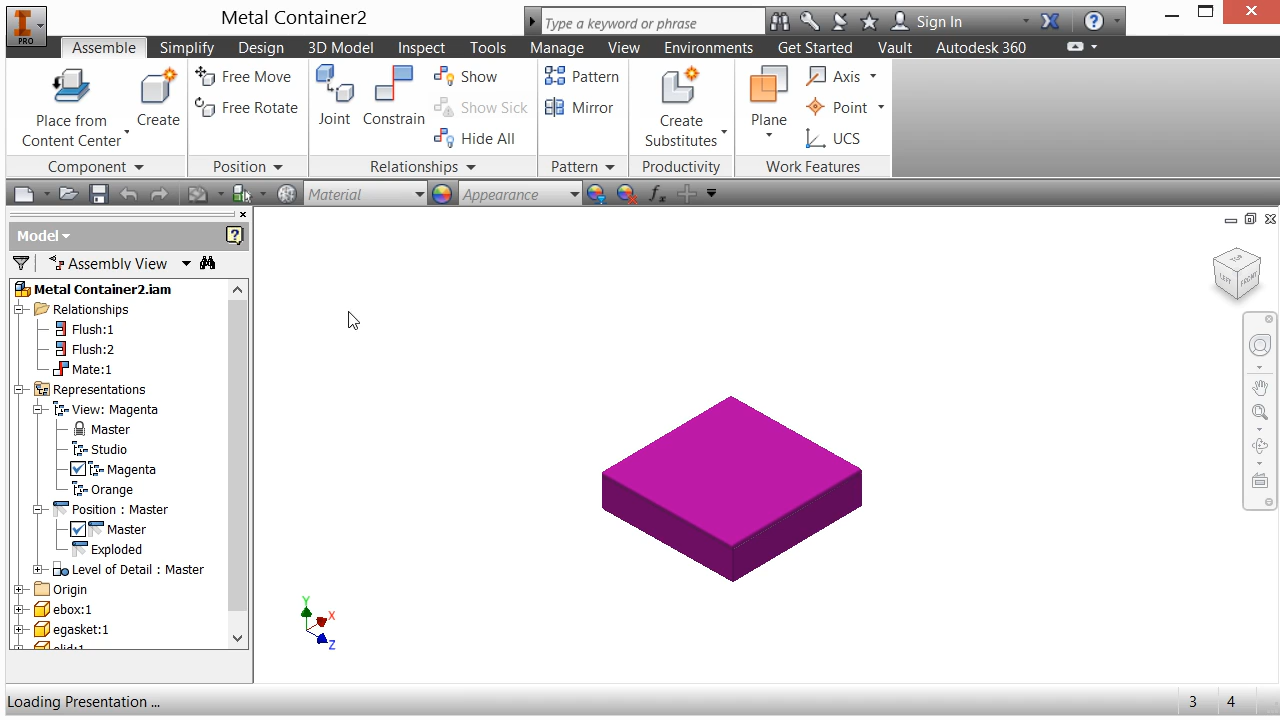 Metal Container2
Type a keyword or phrase
Sign In
PRO
Assemble Simplify Design 3D Model Inspect Tools Manage View Environments Get Started Vault Autodesk 360
Place from Content Center
Create
Free Move
Free Rotate
Joint
Constrain
Show
Show Sick
Hide All
Pattern
Mirror
Create Substitutes
Plane
Axis
Point
UCS
Component
Position
Relationships
Pattern
Productivity
Work Features
Material
Appearance
fx
Model
Assembly View
Metal Container2.iam
Relationships
Flush:1
Flush:2
Mate:1
Representations
View: Magenta
Master
Studio
Magenta
Orange
Position : Master
Master
Exploded
Level of Detail : Master
Origin
ebox:1
egasket:1
TOP
LEFT
FRONT
Y
X
Z
Loading Presentation ...
3 4